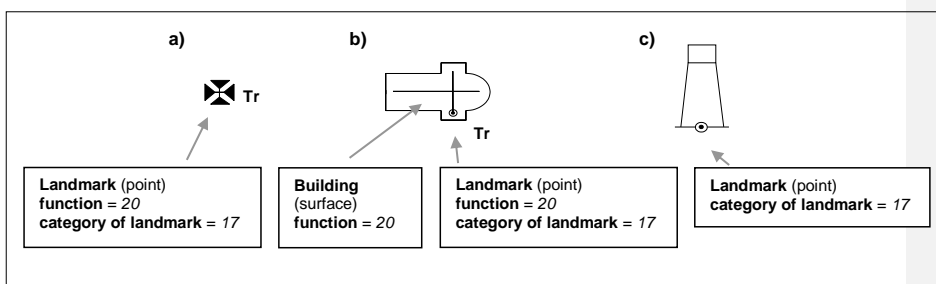 a)
b)
c)
Tr
Tr
Landmark (point)
function = 20
category of landmark = 17
Building
(surface)
function = 20
Landmark (point)
function = 20
category of landmark = 17
Landmark (point)
category of landmark = 17